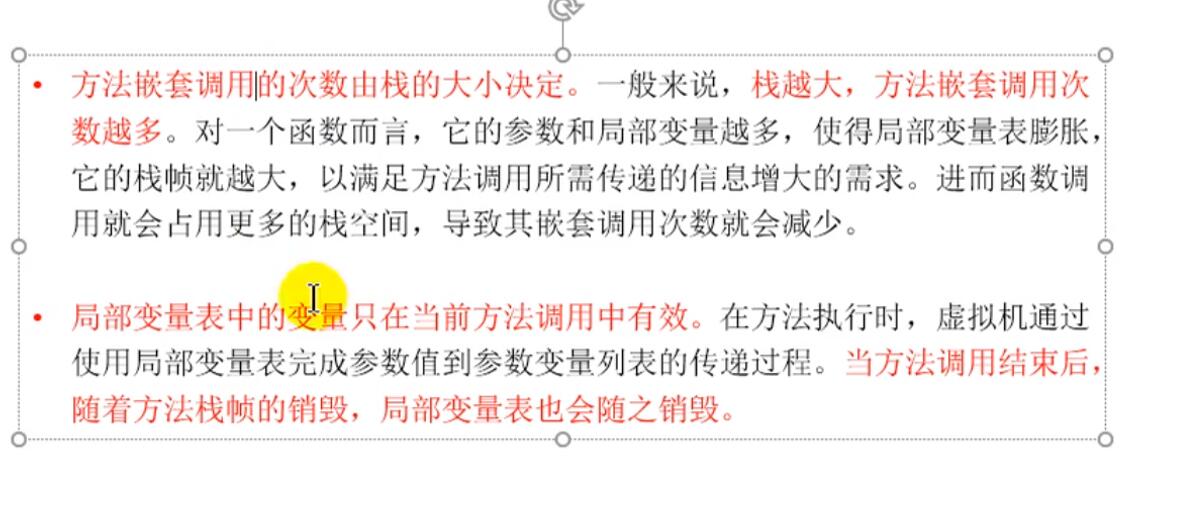 • 方法嵌套调用的次数由栈的大小决定。一般来说，栈越大，方法嵌套调用次
数越多。对一个函数而言，它的参数和局部变量越多，使得局部变量表膨胀，
它的栈帧就越大，以满足方法调用所需传递的信息增大的需求。进而函数调
用就会占用更多的栈空间，导致其嵌套调用次数就会减少。
• 局部变量表中的变量只在当前方法调用中有效。在方法执行时，虚拟机通过
使用局部变量表完成参数值到参数变量列表的传递过程。当方法调用结束后，
随着方法栈帧的销毁，局部变量表也会随之销毁。